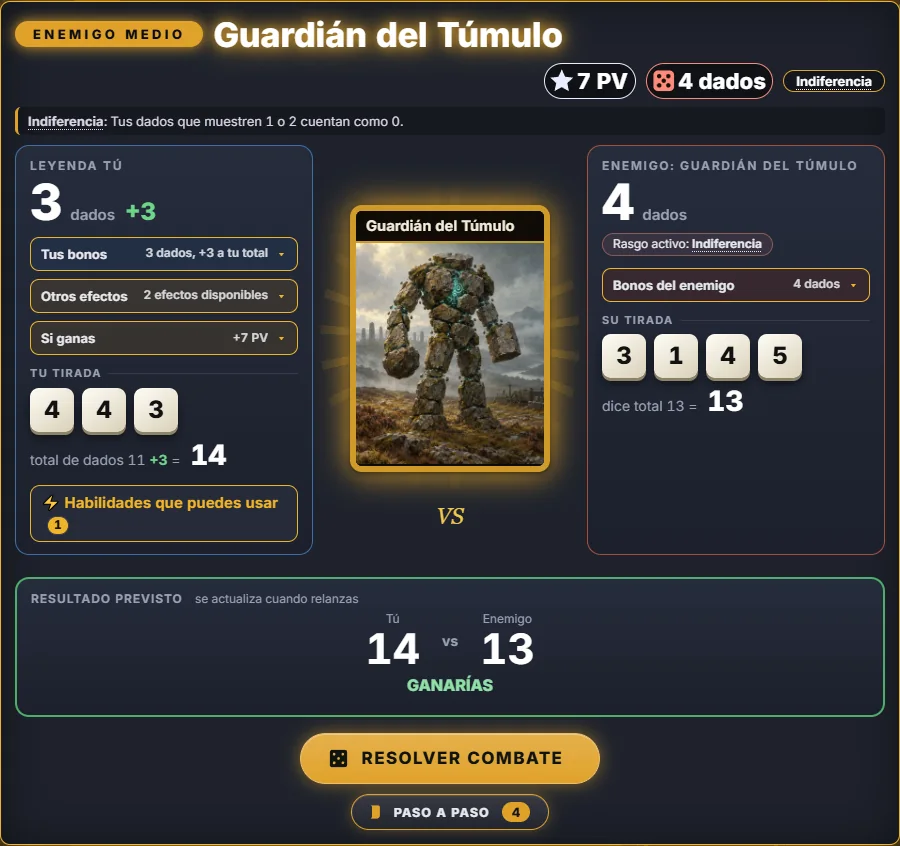 ENEMIGO MEDIO Guardián del Túmulo
7 PV 4 dados Indiferencia
Indiferencia: Tus dados que muestren 1 o 2 cuentan como 0.
LEYENDA TÚ
3 dados +3
Tus bonos 3 dados, +3 a tu total
Otros efectos 2 efectos disponibles
Si ganas +7 PV
TU TIRADA
4 4 3
total de dados 11 +3 = 14
Habilidades que puedes usar
1
Guardián del Túmulo
VS
ENEMIGO: GUARDIÁN DEL TÚMULO
4 dados
Rasgo activo: Indiferencia
Bonos del enemigo 4 dados
SU TIRADA
3 1 4 5
dice total 13 = 13
RESULTADO PREVISTO se actualiza cuando relanzas
Tú Enemigo
14 VS 13
GANARÍAS
RESOLVER COMBATE
PASO A PASO 4